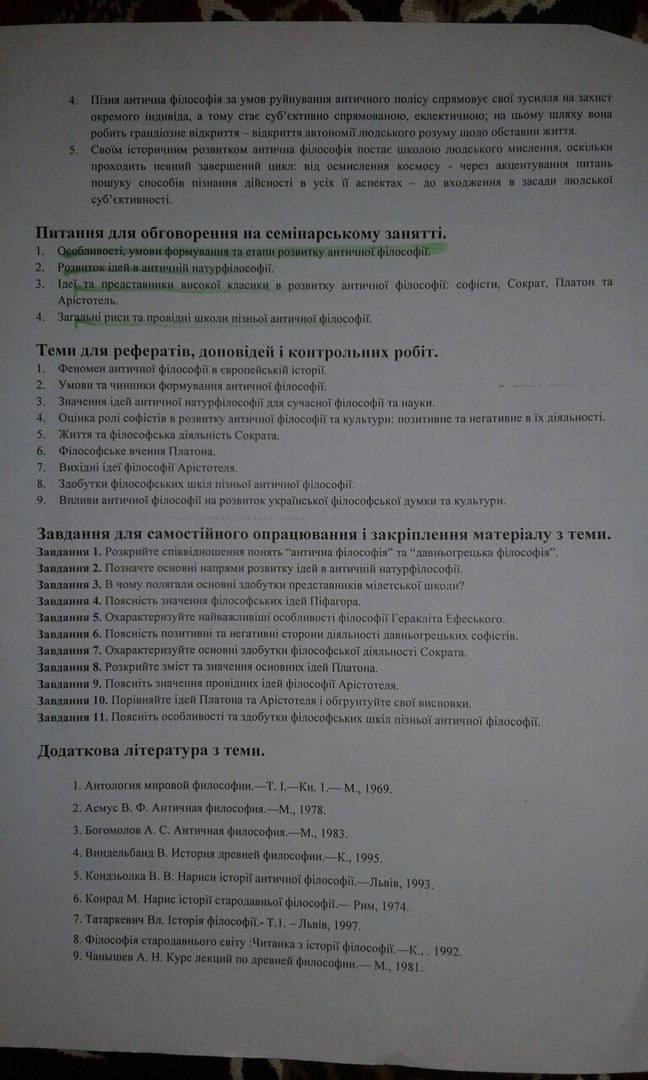 4. Пізня антична філософія за умов руйнування античного полісу спрямовує свої зусилля на захист
окремого індивіда, а тому стає суб’єктивно спрямованою, еклектичною; на цьому шляху вона
робить грандіозне відкриття – відкриття автономії людського розуму щодо обставин життя.
5. Своїм історичним розвитком антична філософія постає школою людського мислення, оскільки
проходить певний завершений цикл: від осмислення космосу - через акцентування питань
пошуку способів пізнання дійсності в усіх її аспектах – до входження в засади людської
суб’єктивності.
Питання для обговорення на семінарському занятті.
1. Особливості, умови формування та етапи розвитку античної філософії.
2. Розвиток ідей в античній натурфілософії.
3. Ідеї та представники високої класики в розвитку античної філософії: софісти, Сократ, Платон та
Арістотель.
4. Загальні риси та провідні школи пізньої античної філософії.
Теми для рефератів, доповідей і контрольних робіт.
1. Феномен античної філософії в європейській історії.
2. Умови та чинники формування античної філософії.
3. Значення ідей античної натурфілософії для сучасної філософії та науки.
4. Оцінка ролі софістів в розвитку античної філософії та культури: позитивне та негативне в їх діяльності.
5. Життя та філософська діяльність Сократа.
6. Філософське вчення Платона.
7. Вихідні ідеї філософії Арістотеля.
8. Здобутки філософських шкіл пізньої античної філософії.
9. Впливи античної філософії на розвиток української філософської думки та культури.
Завдання для самостійного опрацювання і закріплення матеріалу з теми.
Завдання 1. Розкрийте співвідношення понять “антична філософія” та “давньогрецька філософія”.
Завдання 2. Позначте основні напрями розвитку ідей в античній натурфілософії.
Завдання 3. В чому полягали основні здобутки представників мілетської школи?
Завдання 4. Поясність значення філософських ідей Піфагора.
Завдання 5. Охарактеризуйте найважливіші особливості філософії Геракліта Ефеського.
Завдання 6. Поясність позитивні та негативні сторони діяльності давньогрецьких софістів.
Завдання 7. Охарактеризуйте основні здобутки філософської діяльності Сократа.
Завдання 8. Розкрийте зміст та значення основних ідей Платона.
Завдання 9. Поясніть значення провідних ідей філософії Арістотеля.
Завдання 10. Порівняйте ідей Платона та Арістотеля і обгрунтуйте свої висновки.
Завдання 11. Поясніть особливості та здобутки філософських шкіл пізньої античної філософії.
Додаткова література з теми.
1. Антология мировой философии.—Т. І.—Кн. 1.— М., 1969.
2. Асмус В. Ф. Античная философия.—М., 1978.
3. Богомолов А. С. Античная философия.—М., 1983.
4. Виндельбанд В. История древней философии.—К., 1995.
5. Кондзьолка В. В. Нариси історії античної філософії.—Львів, 1993.
6. Конрад М. Нарис історії стародавньої філософії.— Рим, 1974.
7. Татаркевич Вл. Історія філософії.- Т.1. – Львів, 1997.
8. Філософія стародавнього світу :Читанка з історії філософії.—К., . 1992.
9. Чанышев А. Н. Курс лекций по древней философии.— М., 1981.